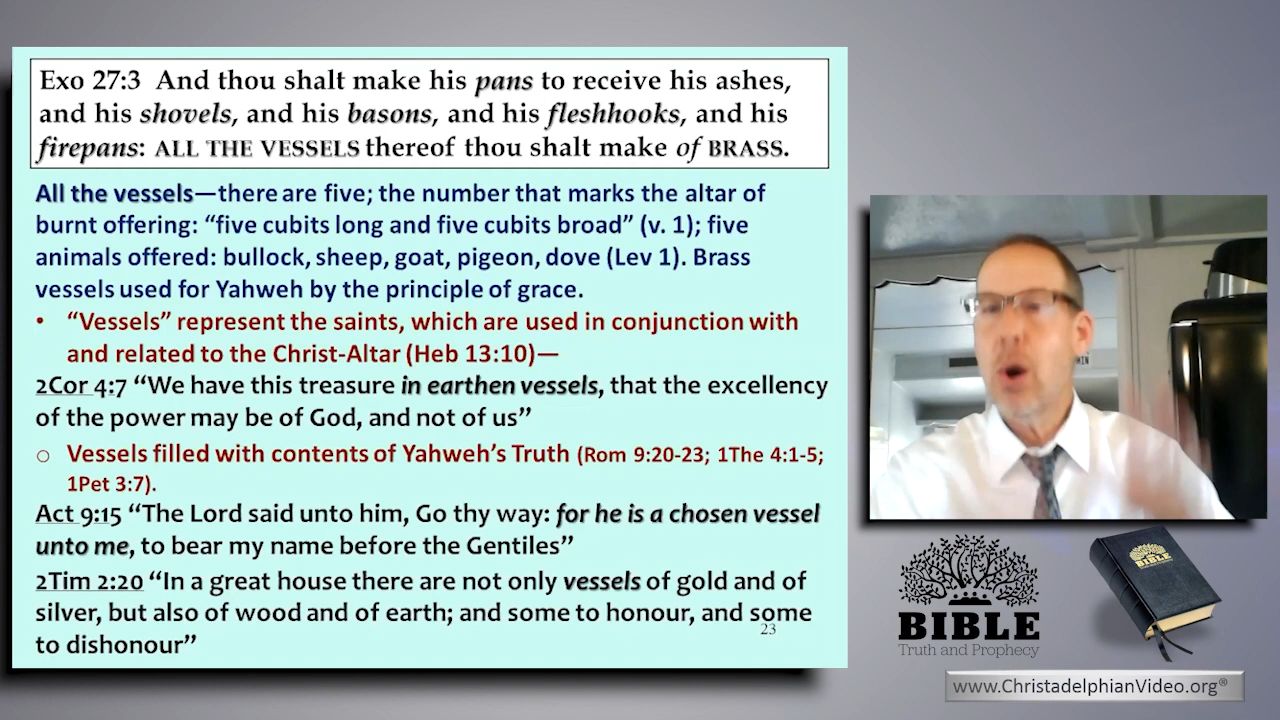 Exo 27:3 And thou shalt make his pans to receive his ashes,
and his shovels, and his basons, and his fleshhooks, and his
firepans: ALL THE VESSELS thereof thou shalt make of BRASS.
All the vessels—there are five; the number that marks the altar of
burnt offering: “five cubits long and five cubits broad” (v. 1); five
animals offered: bullock, sheep, goat, pigeon, dove (Lev 1). Brass
vessels used for Yahweh by the principle of grace.
• “Vessels” represent the saints, which are used in conjunction with
and related to the Christ-Altar (Heb 13:10)—
2Cor 4:7 “We have this treasure in earthen vessels, that the excellency
of the power may be of God, and not of us”
○ Vessels filled with contents of Yahweh’s Truth (Rom 9:20-23; 1The 4:1-5;
1Pet 3:7).
Act 9:15 “The Lord said unto him, Go thy way: for he is a chosen vessel
unto me, to bear my name before the Gentiles”
2Tim 2:20 “In a great house there are not only vessels of gold and of
silver, but also of wood and of earth; and some to honour, and some
to dishonour”
23
BIBLE
Truth and Prophecy
BIBLE
www.ChristadelphianVideo.org®